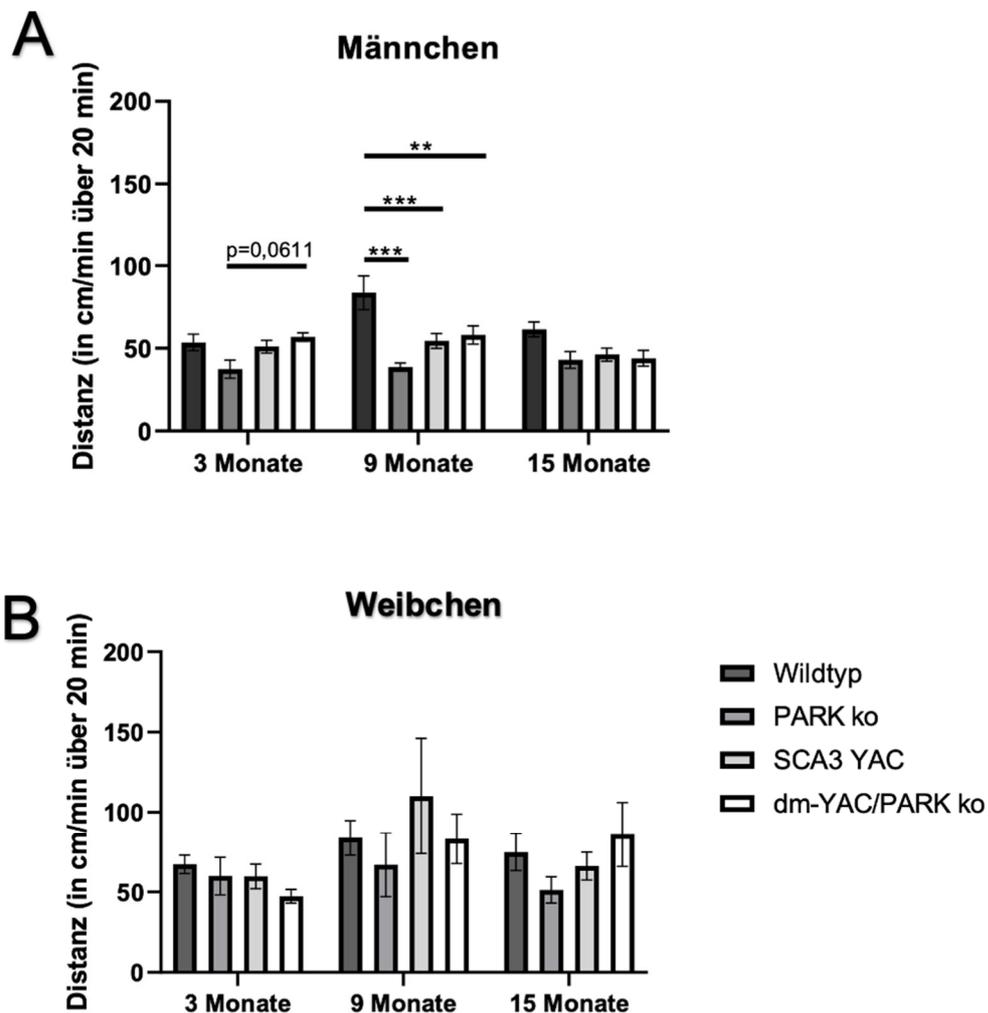 A
Männchen
Distanz (in cm/min über 20 min)
200
150
100
50
0
p=0,0611
**
***
***
3 Monate 9 Monate 15 Monate
B
Weibchen
Distanz (in cm/min über 20 min)
200
150
100
50
0
3 Monate 9 Monate 15 Monate
Wildtyp
PARK ko
SCA3 YAC
dm-YAC/PARK ko